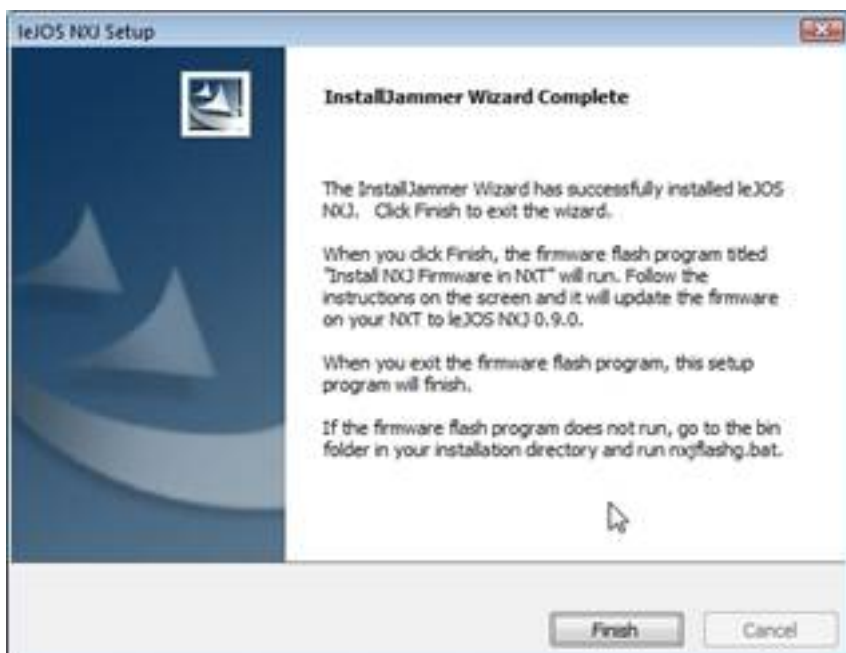 leJOS NXJ Setup
InstallJammer Wizard Complete
The InstallJammer Wizard has successfully installed leJOS
NXJ.  Click Finish to exit the wizard.
When you click Finish, the firmware flash program titled
"Install NXJ Firmware in NXT" will run. Follow the
instructions on the screen and it will update the firmware
on your NXT to leJOS NXJ 0.9.0.
When you exit the firmware flash program, this setup
program will finish.
If the firmware flash program does not run, go to the bin
folder in your installation directory and run nxjflashg.bat.
Finish
Cancel